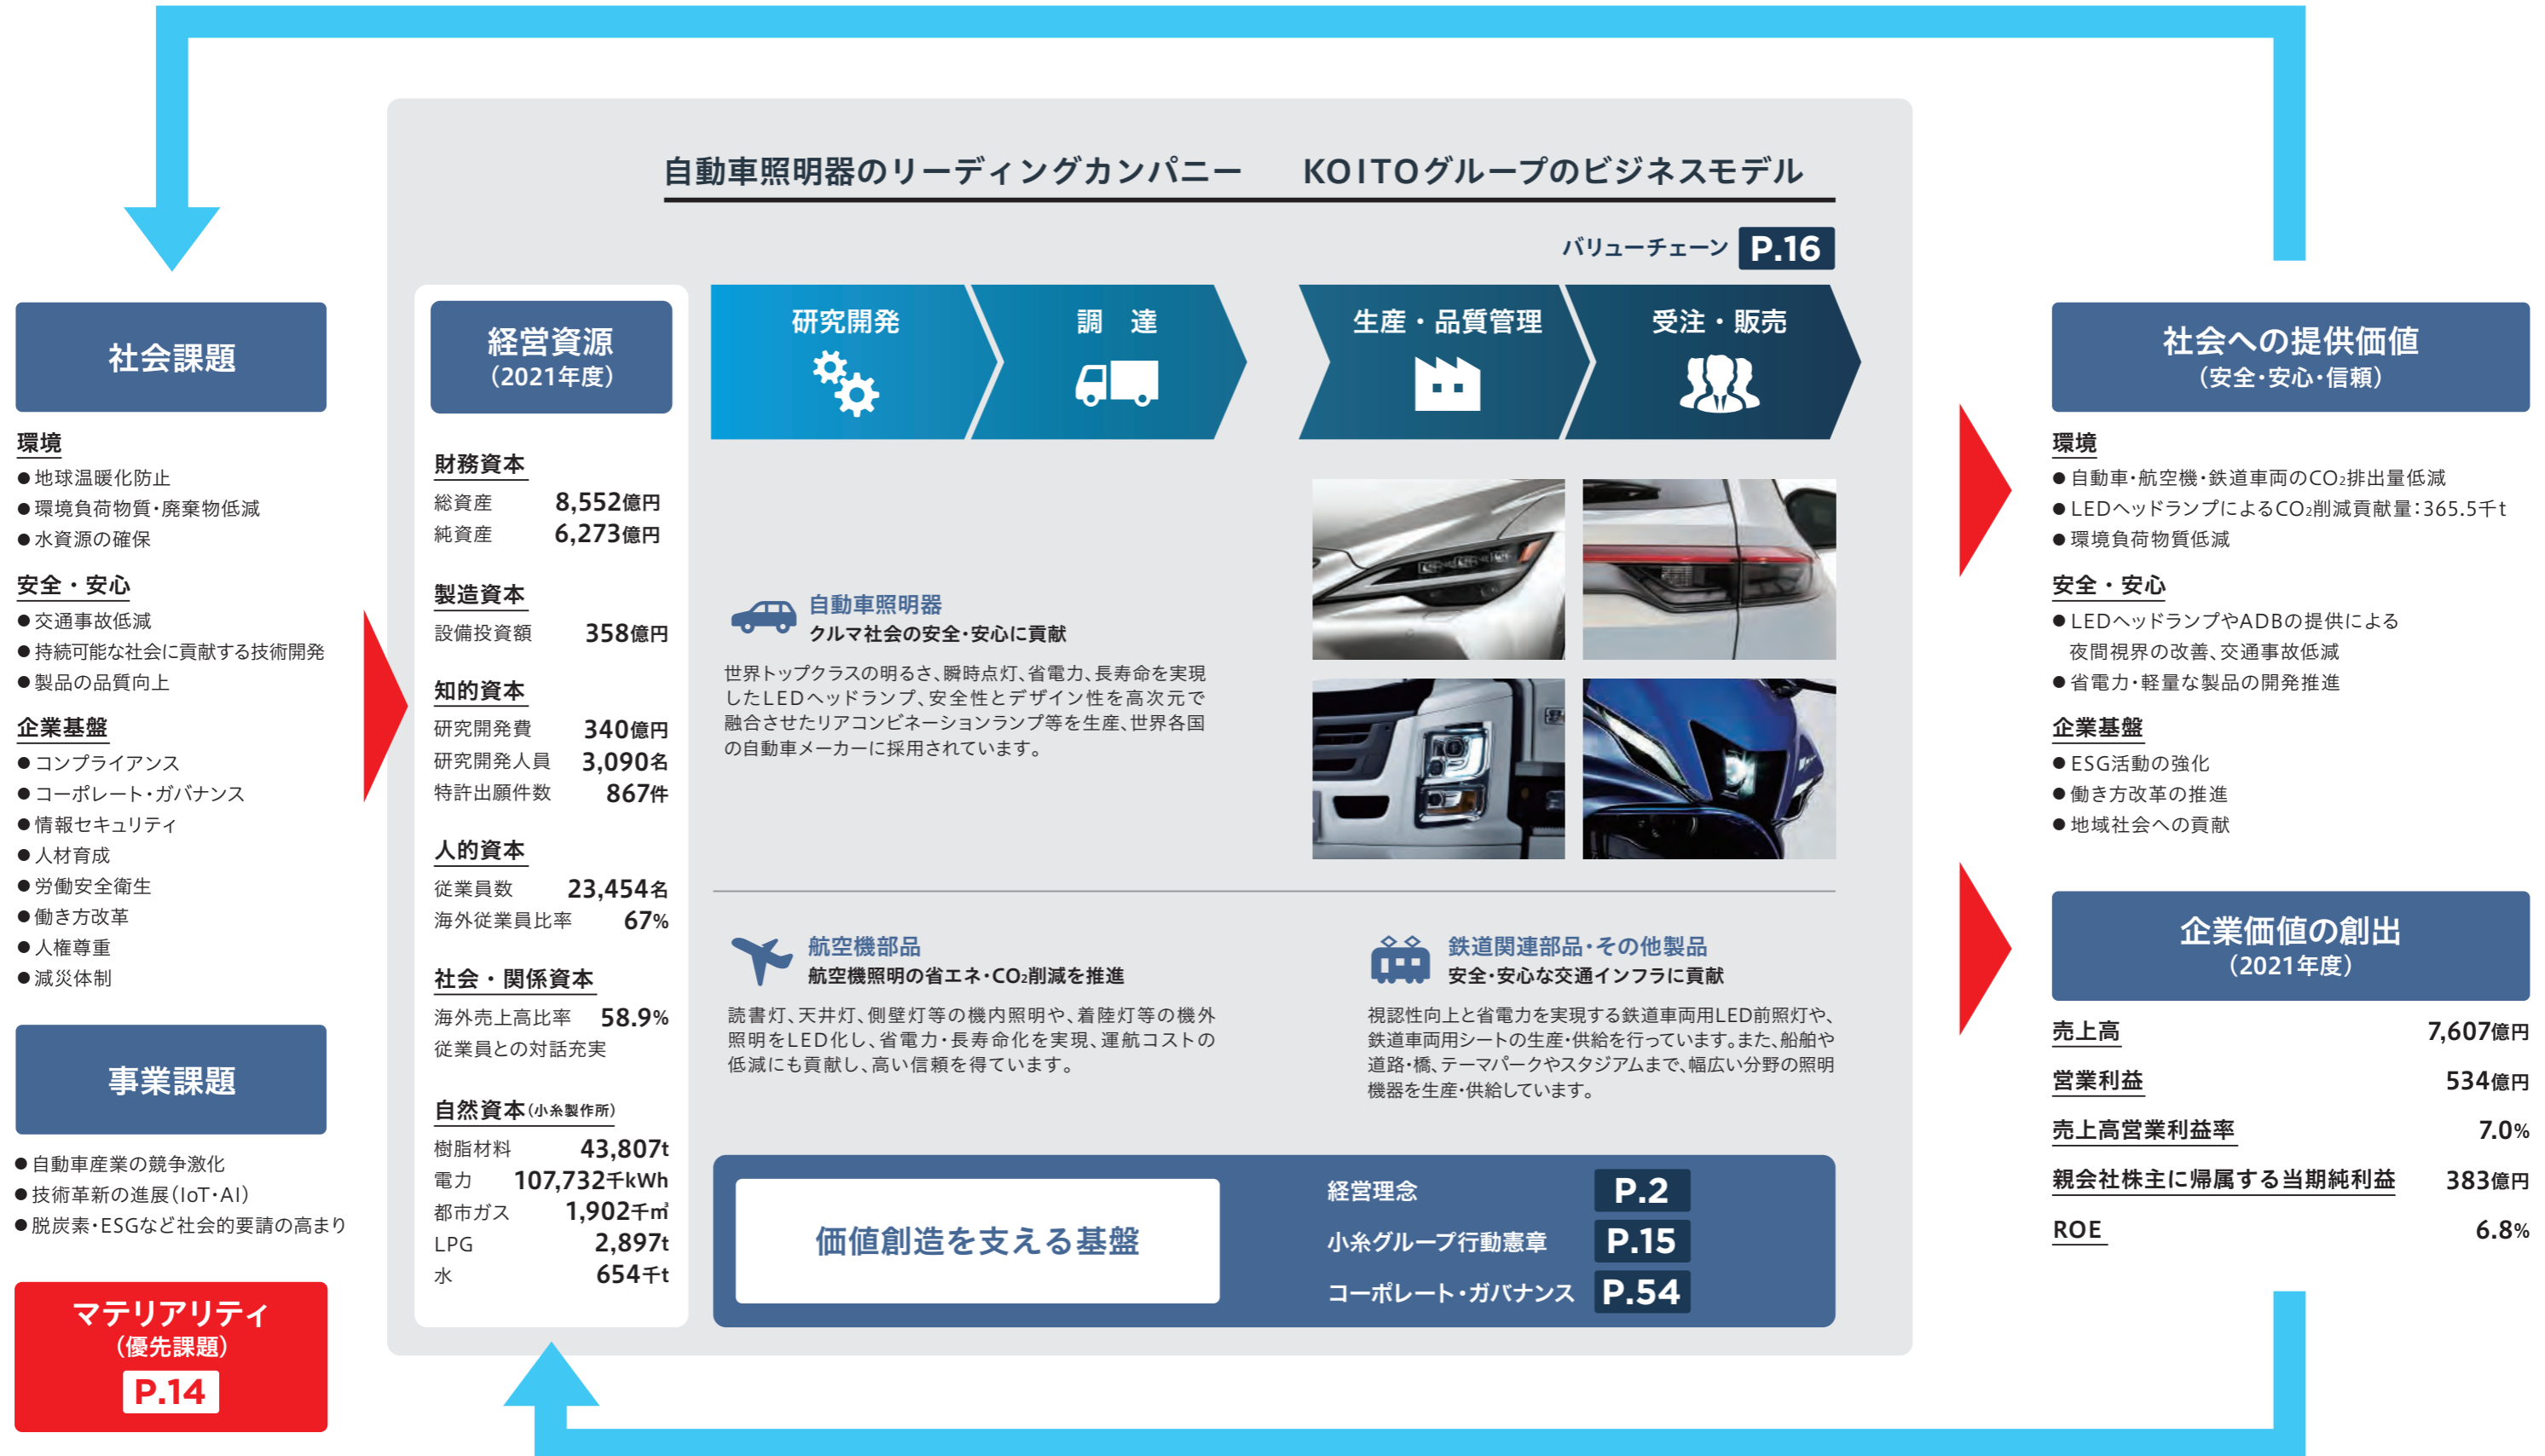 自動車照明器のリーディングカンパニー　KOITOグループのビジネスモデル
バリューチェーン P.16
社会課題
環境
●地球温暖化防止
●環境負荷物質・廃棄物低減
●水資源の確保
安全・安心
●交通事故低減
●持続可能な社会に貢献する技術開発
●製品の品質向上
企業基盤
●コンプライアンス
●コーポレート・ガバナンス
●情報セキュリティ
●人材育成
●労働安全衛生
●働き方改革
●人権尊重
●減災体制
事業課題
●自動車産業の競争激化
●技術革新の進展（IoT・AI）
●脱炭素・ESGなど社会的要請の高まり
マテリアリティ
（優先課題）
P.14
経営資源
（2021年度）
財務資本
総資産 8,552億円
純資産 6,273億円
製造資本
設備投資額 358億円
知的資本
研究開発費 340億円
研究開発人員 3,090名
特許出願件数 867件
人的資本
従業員数 23,454名
海外従業員比率 67%
社会・関係資本
海外売上高比率 58.9%
従業員との対話充実
自然資本（小糸製作所）
樹脂材料 43,807t
電力 107,732千kWh
都市ガス 1,902千㎥
LPG 2,897t
水 654千t
研究開発
調　達
生産・品質管理
受注・販売
自動車照明器
クルマ社会の安全・安心に貢献
世界トップクラスの明るさ、瞬時点灯、省電力、長寿命を実現
したLEDヘッドランプ、安全性とデザイン性を高次元で
融合させたリアコンビネーションランプ等を生産、世界各国
の自動車メーカーに採用されています。
航空機部品
航空機照明の省エネ・CO₂削減を推進
読書灯、天井灯、側壁灯等の機内照明や、着陸灯等の機外
照明をLED化し、省電力・長寿命化を実現、運航コストの
低減にも貢献し、高い信頼を得ています。
鉄道関連部品・その他製品
安全・安心な交通インフラに貢献
視認性向上と省電力を実現する鉄道車両用LED前照灯や、
鉄道車両用シートの生産・供給を行っています。また、船舶や
道路・橋、テーマパークやスタジアムまで、幅広い分野の照明
機器を生産・供給しています。
価値創造を支える基盤
経営理念 P.2
小糸グループ行動憲章 P.15
コーポレート・ガバナンス P.54
社会への提供価値
（安全・安心・信頼）
環境
●自動車・航空機・鉄道車両のCO₂排出量低減
●LEDヘッドランプによるCO₂削減貢献量：365.5千t
●環境負荷物質低減
安全・安心
●LEDヘッドランプやADBの提供による
夜間視界の改善、交通事故低減
●省電力・軽量な製品の開発推進
企業基盤
●ESG活動の強化
●働き方改革の推進
●地域社会への貢献
企業価値の創出
（2021年度）
売上高 7,607億円
営業利益 534億円
売上高営業利益率 7.0%
親会社株主に帰属する当期純利益 383億円
ROE 6.8%